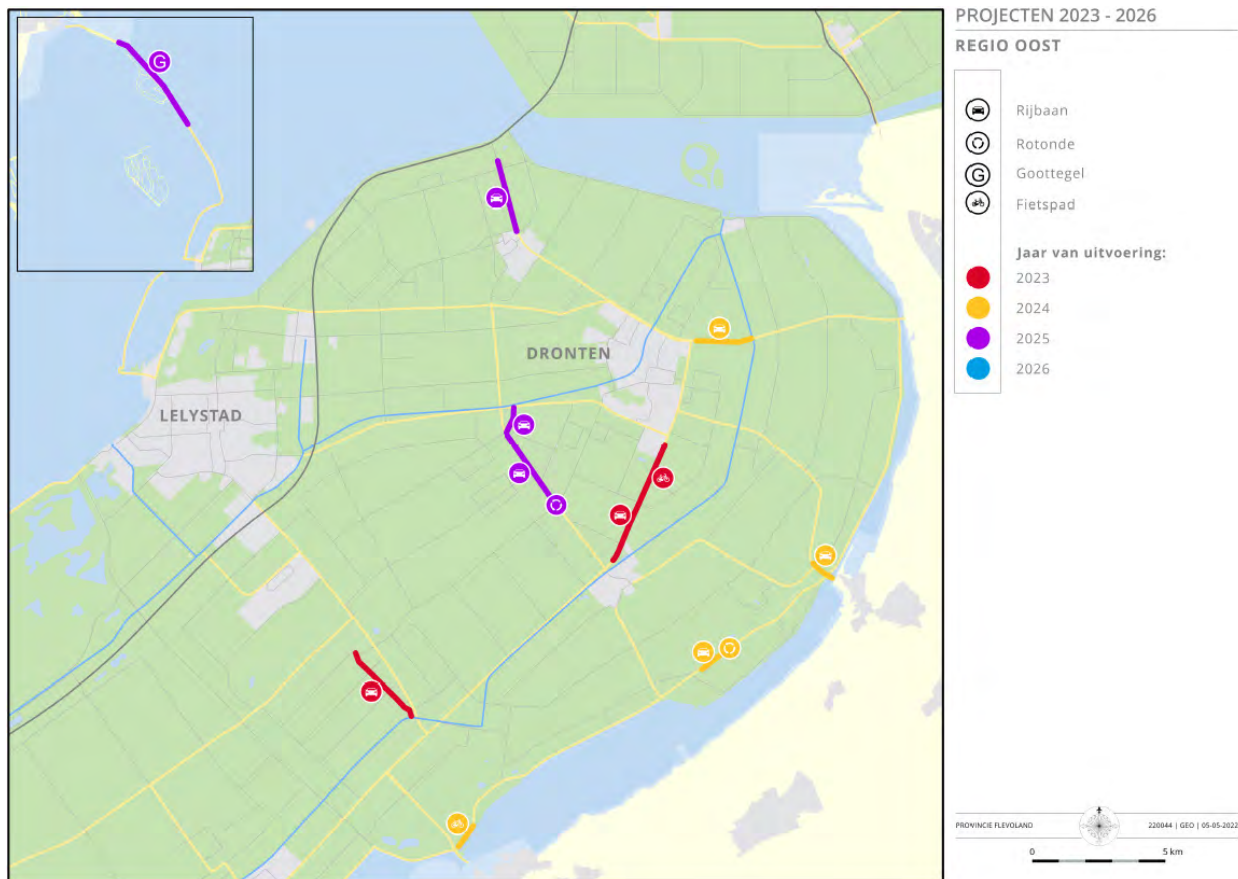 PROJECTEN 2023 - 2026
REGIO OOST
Rijbaan
Rotonde
G Goottegel
Fietspad
Jaar van uitvoering:
2023
2024
2025
2026
G
DRONTEN
LELYSTAD
PROVINCIE FLEVOLAND
220044 | GEO | 05-05-2022
0 5 km